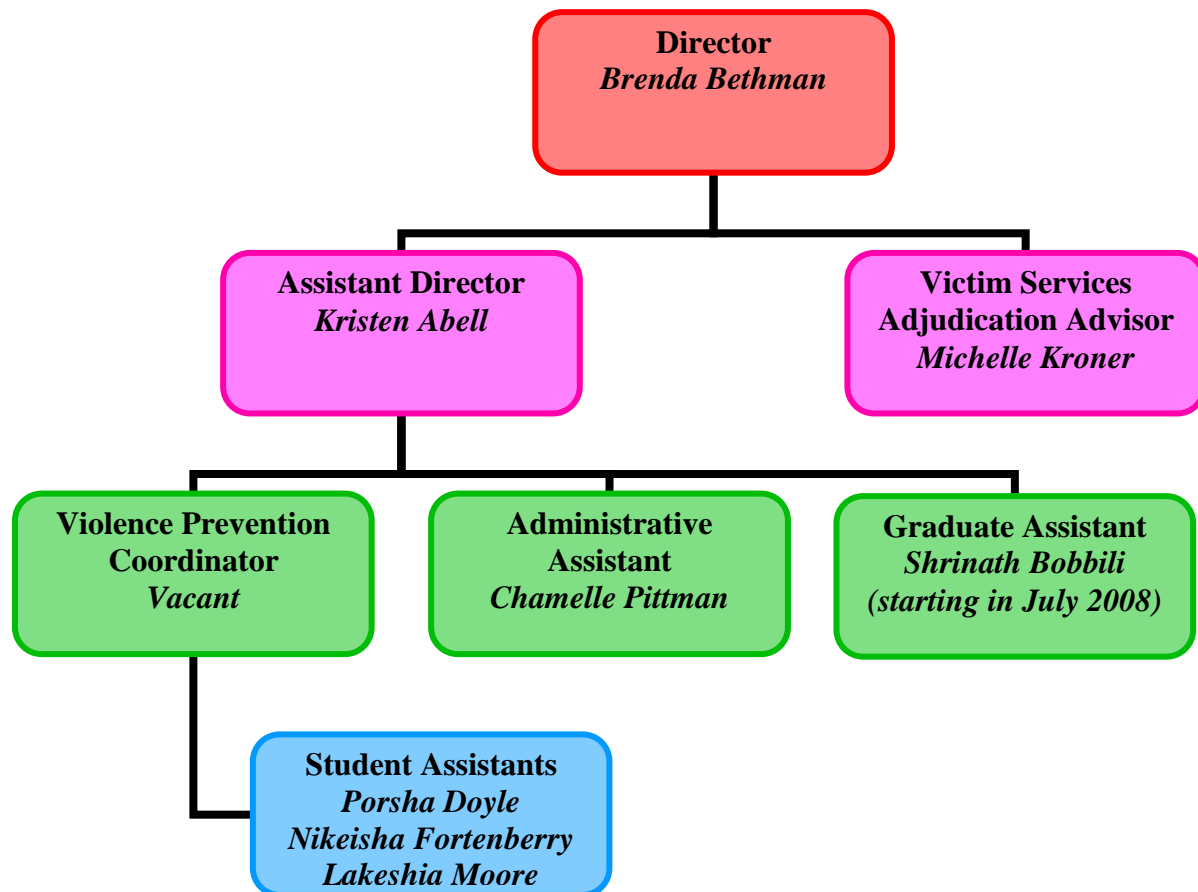 Director
Brenda Bethman
Assistant Director
Kristen Abell
Victim Services
Adjudication Advisor
Michelle Kroner
Violence Prevention
Coordinator
Vacant
Administrative
Assistant
Chamelle Pittman
Graduate Assistant
Shrinath Bobbili
(starting in July 2008)
Student Assistants
Porsha Doyle
Nikeisha Fortenberry
Lakeshia Moore